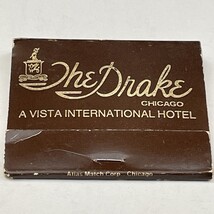 The Drake
CHICAGO
A VISTA INTERNATIONAL HOTEL
Atlas Match Corp. Chicago